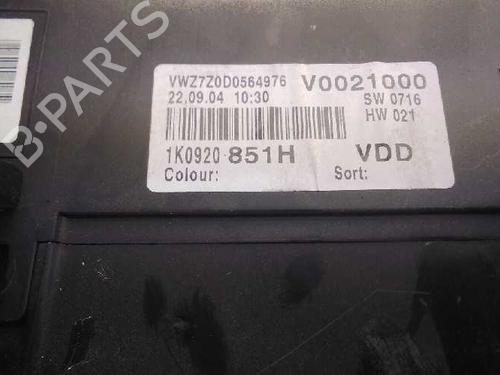 VWZ7Z0D0564976 V0021000
22.09.04 10:30 SW 0716
HW 021
1K0920 851H VDD
Colour: Sort:
B-PARTS